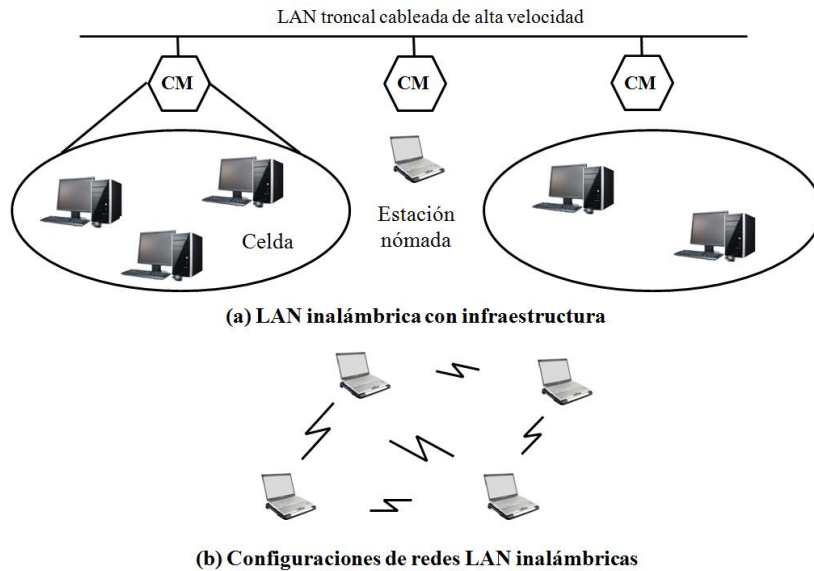 LAN troncal cableada de alta velocidad
CM
CM
CM
Celda
Estación
nómada
(a) LAN inalámbrica con infraestructura
(b) Configuraciones de redes LAN inalámbricas